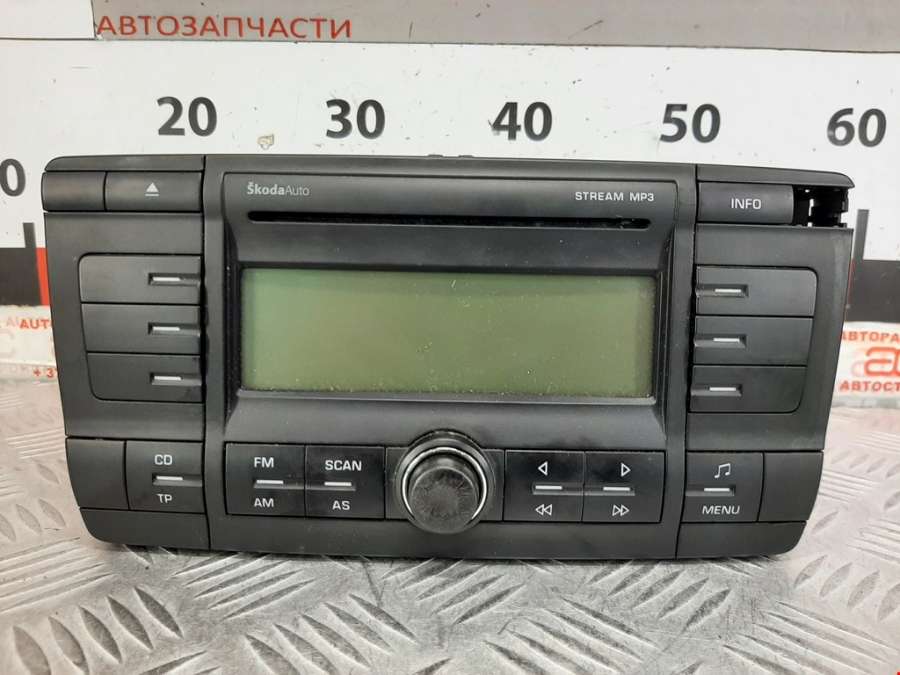 АВТОЗАПЧАСТИ
20 30 40 50 60
ŠkodaAuto
STREAM MP3
INFO
CD
TP
FM
AM
SCAN
AS
MENU